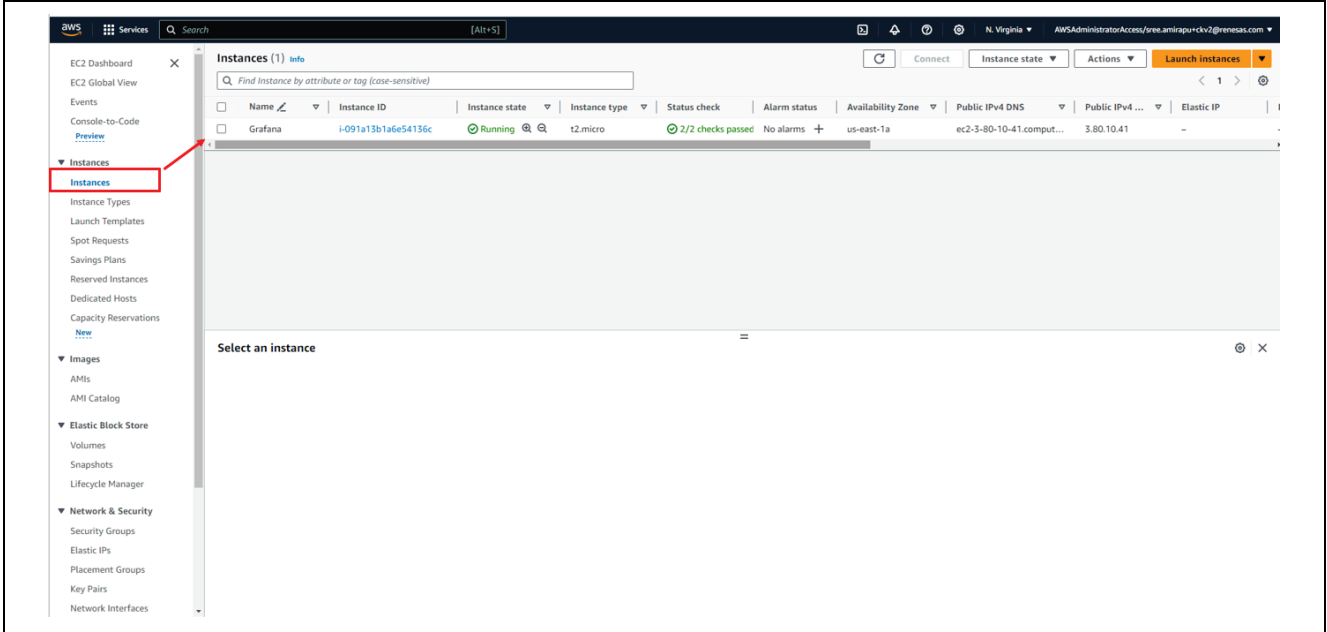 aws Services Search [Alt+S] N. Virginia AWSAdministratorAccess/sree.amirapu+ckv2@renesas.com
EC2 Dashboard
EC2 Global View
Events
Console-to-Code
Preview
Instances
Instances
Instance Types
Launch Templates
Spot Requests
Savings Plans
Reserved Instances
Dedicated Hosts
Capacity Reservations
New
Images
AMIs
AMI Catalog
Elastic Block Store
Volumes
Snapshots
Lifecycle Manager
Network & Security
Security Groups
Elastic IPs
Placement Groups
Key Pairs
Network Interfaces
Instances (1) Info Connect Instance state Actions Launch instances
Find Instance by attribute or tag (case-sensitive) 1
Name Instance ID Instance state Instance type Status check Alarm status Availability Zone Public IPv4 DNS Public IPv4 ... Elastic IP
Grafana i-091a13b1a6e54136c Running t2.micro 2/2 checks passed No alarms us-east-1a ec2-3-80-10-41.comput... 3.80.10.41 –
Select an instance